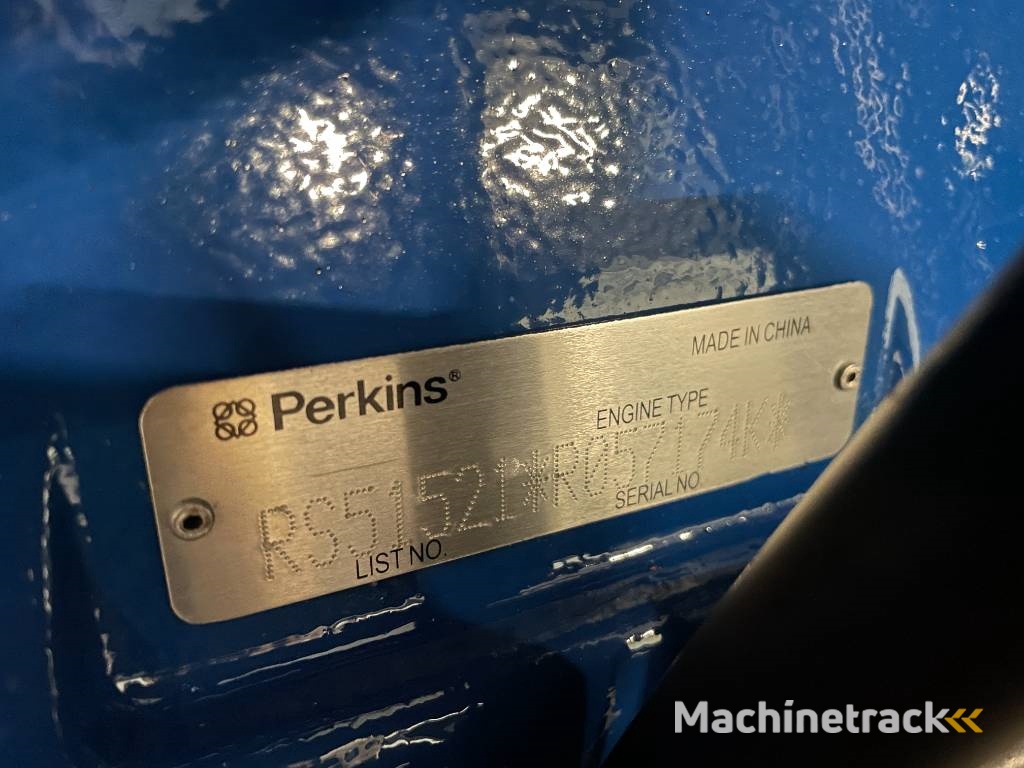 Perkins®
MADE IN CHINA
ENGINE TYPE
RS51521*R057174K*
LIST NO.
SERIAL NO.
Machinetrack